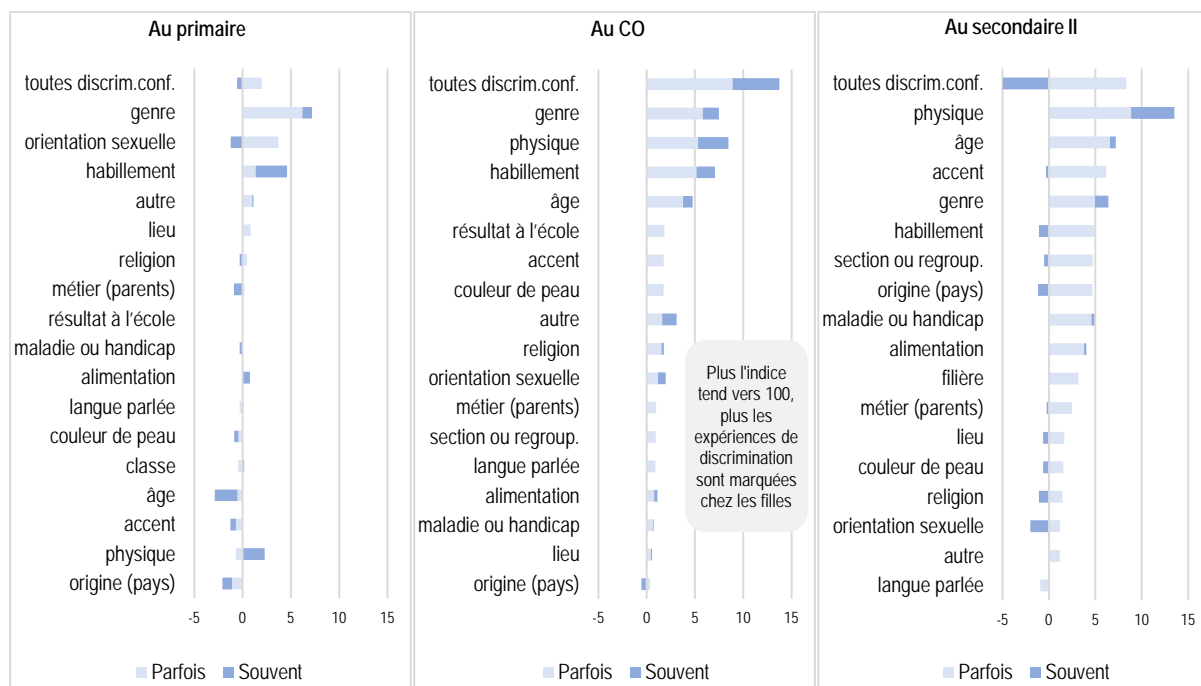 Au primaire
toutes discrim.conf.
genre
orientation sexuelle
habillement
autre
lieu
religion
métier (parents)
résultat à l'école
maladie ou handicap
alimentation
langue parlée
couleur de peau
classe
âge
accent
physique
origine (pays)
-5 0 5 10 15
Parfois Souvent
Au CO
toutes discrim.conf.
genre
physique
habillement
âge
résultat à l'école
accent
couleur de peau
autre
religion
orientation sexuelle
métier (parents)
section ou regroup.
langue parlée
alimentation
maladie ou handicap
lieu
origine (pays)
-5 0 5 10 15
Parfois Souvent
Plus l'indice
tend vers 100,
plus les
expériences de
discrimination
sont marquées
chez les filles
Au secondaire II
toutes discrim.conf.
physique
âge
accent
genre
habillement
section ou regroup.
origine (pays)
maladie ou handicap
alimentation
filière
métier (parents)
lieu
couleur de peau
religion
orientation sexuelle
autre
langue parlée
-5 0 5 10 15
Parfois Souvent